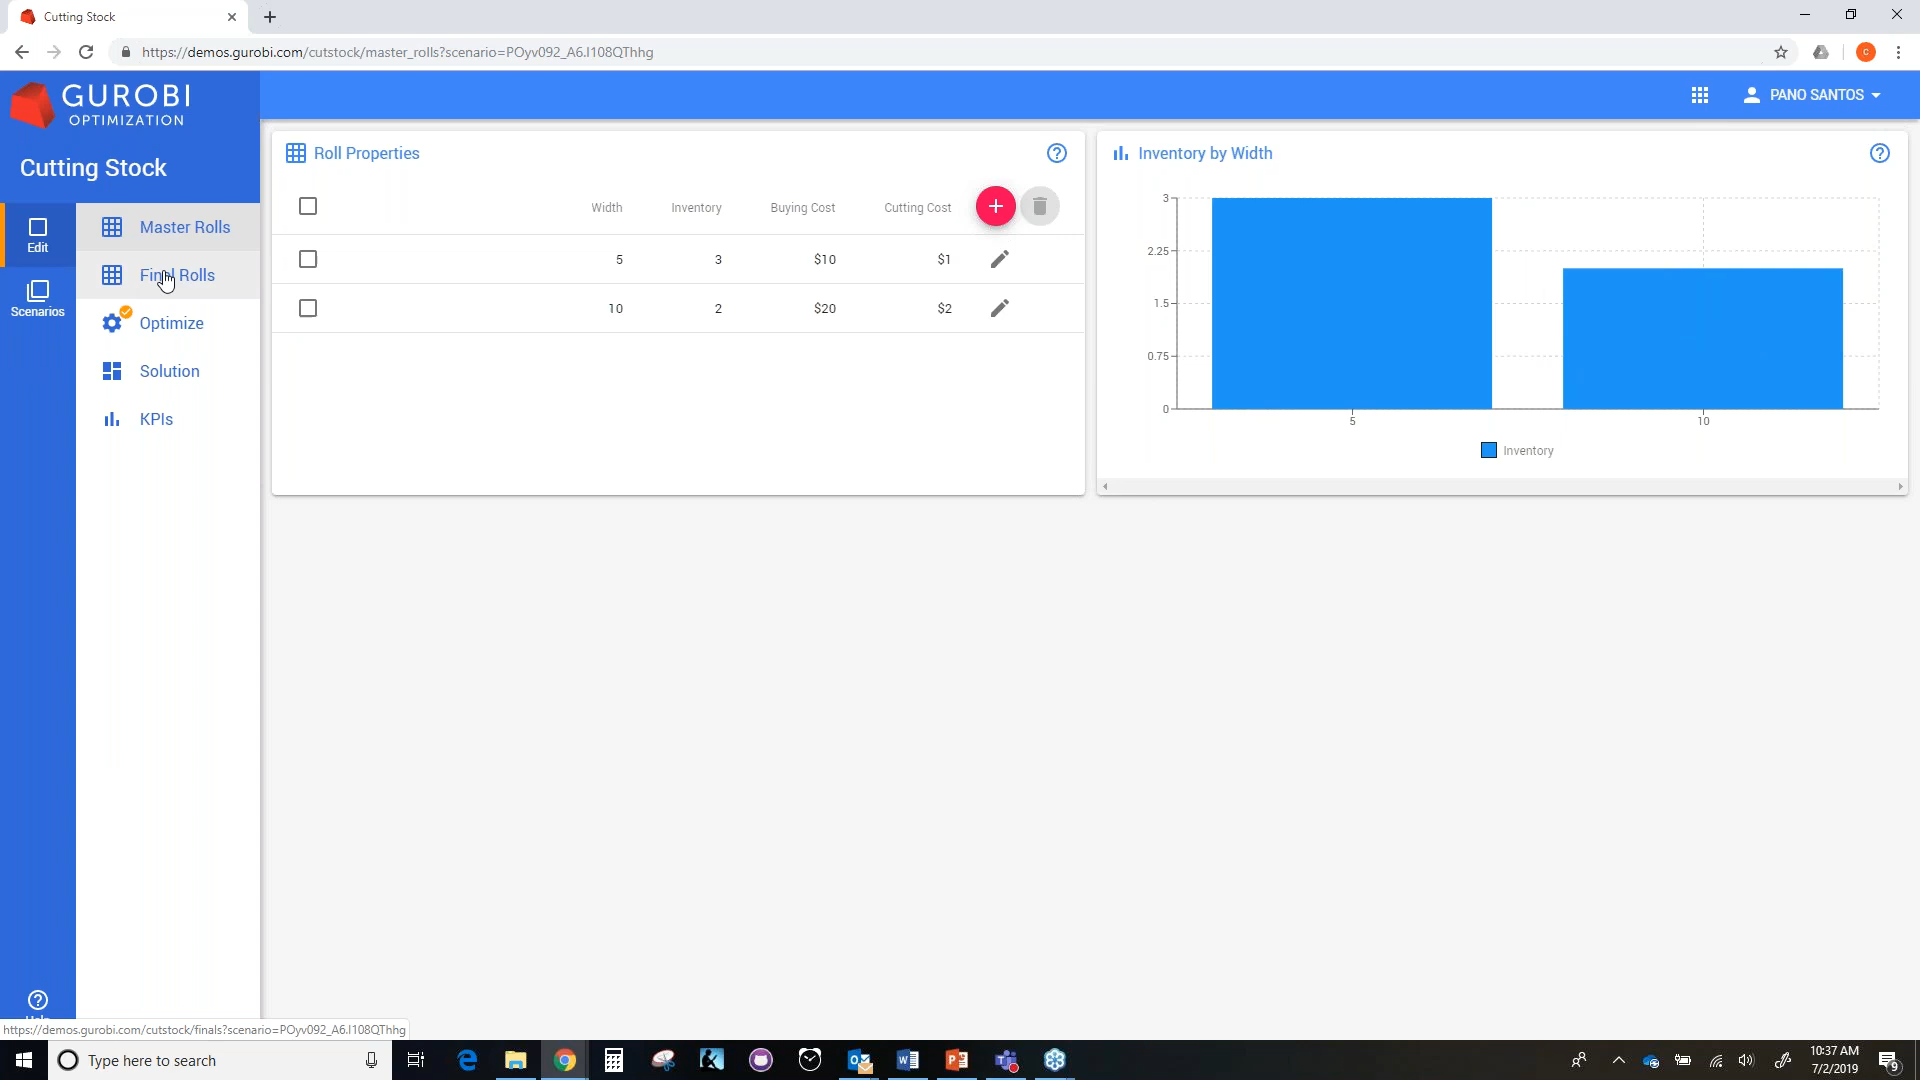 Cutting Stock
https://demos.gurobi.com/cutstock/master_rolls?scenario=POyv092_A6.I108QThhg
C
GUROBI
OPTIMIZATION
PANO SANTOS
Cutting Stock
Edit
Scenarios
Master Rolls
Final Rolls
Optimize
Solution
KPIs
Roll Properties
Width Inventory Buying Cost Cutting Cost
5 3 $10 $1
10 2 $20 $2
Inventory by Width
3
2.25
1.5
0.75
0
5 10
Inventory
https://demos.gurobi.com/cutstock/finals?scenario=POyv092_A6.I108QThhg
Type here to search
10:37 AM
7/2/2019
9